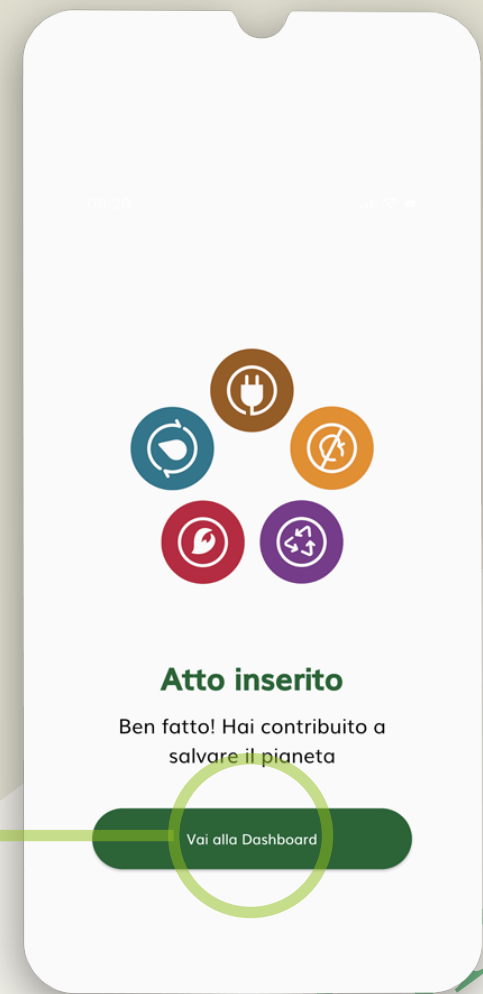 Atto inserito
Ben fatto! Hai contribuito a
salvare il pianeta
Vai alla Dashboard